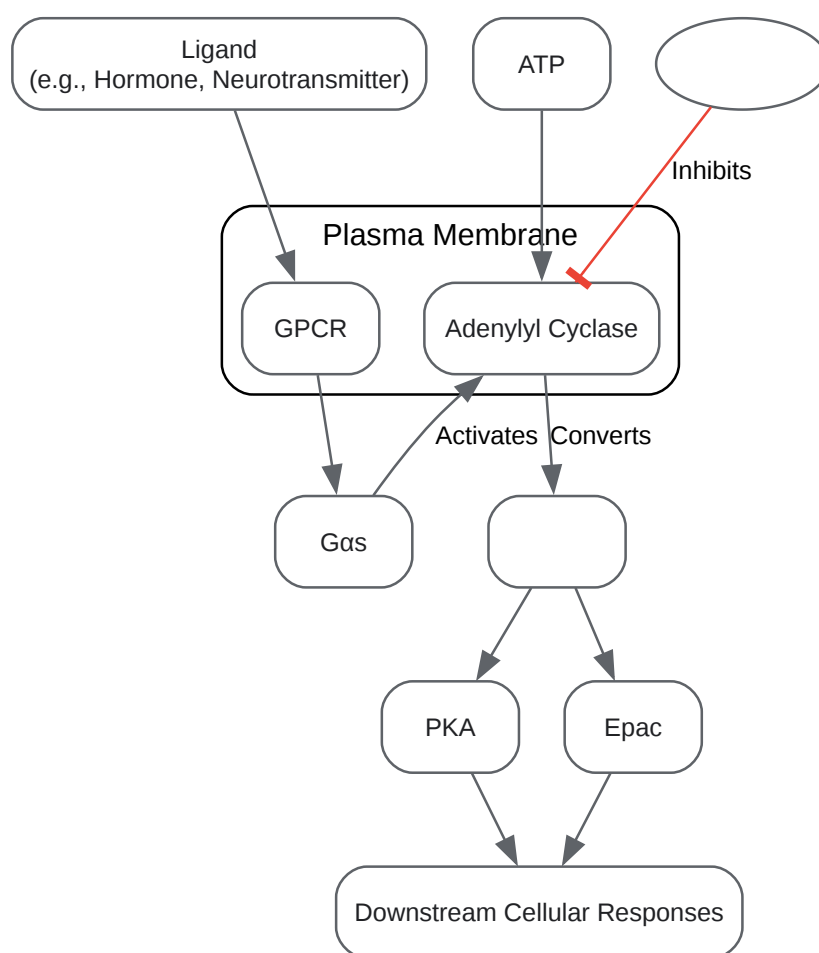 Ligand
(e.g., Hormone, Neurotransmitter)
ATP
Inhibits
Plasma Membrane
GPCR
Adenylyl Cyclase
Activates
Converts
Gαs
PKA
Epac
Downstream Cellular Responses